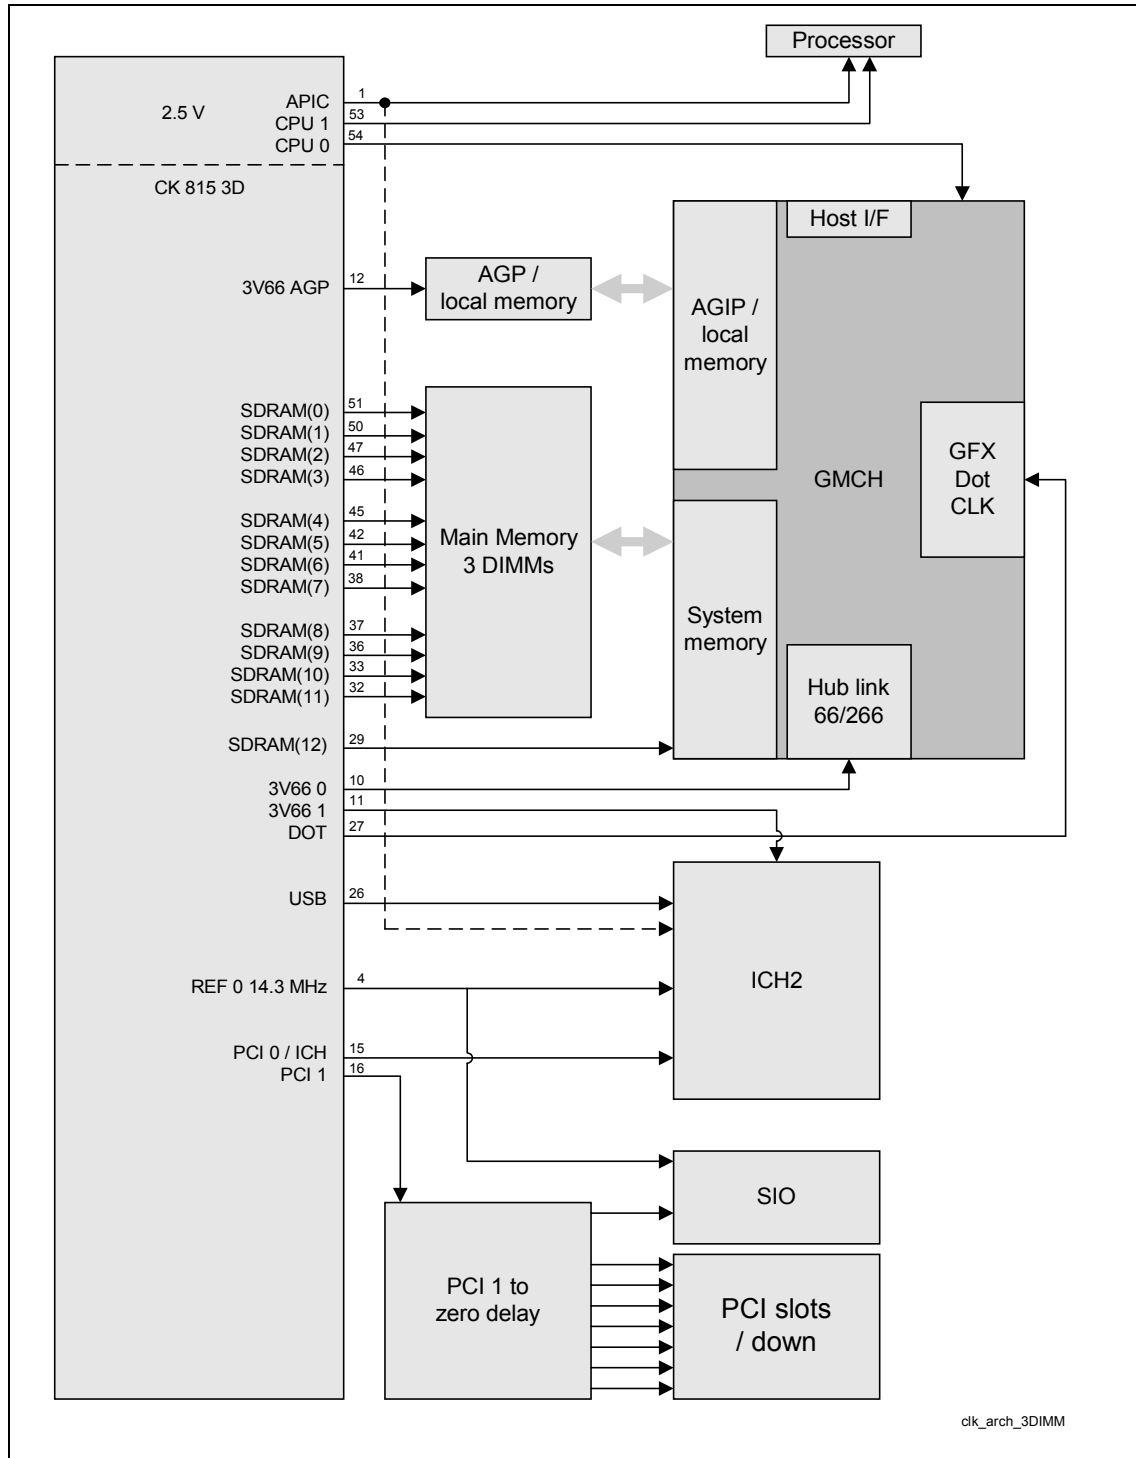 Processor
2.5 V
APIC 1
CPU 1 53
CPU 0 54
CK 815 3D
Host I/F
3V66 AGP 12
AGP /
local memory
AGIP /
local
memory
SDRAM(0) 51
SDRAM(1) 50
SDRAM(2) 47
SDRAM(3) 46
SDRAM(4) 45
SDRAM(5) 42
SDRAM(6) 41
SDRAM(7) 38
SDRAM(8) 37
SDRAM(9) 36
SDRAM(10) 33
SDRAM(11) 32
Main Memory
3 DIMMs
GMCH
GFX
Dot
CLK
System
memory
Hub link
66/266
SDRAM(12) 29
3V66 0 10
3V66 1 11
DOT 27
USB 26
ICH2
REF 0 14.3 MHz 4
PCI 0 / ICH 15
PCI 1 16
SIO
PCI 1 to
zero delay
PCI slots
/ down
clk_arch_3DIMM